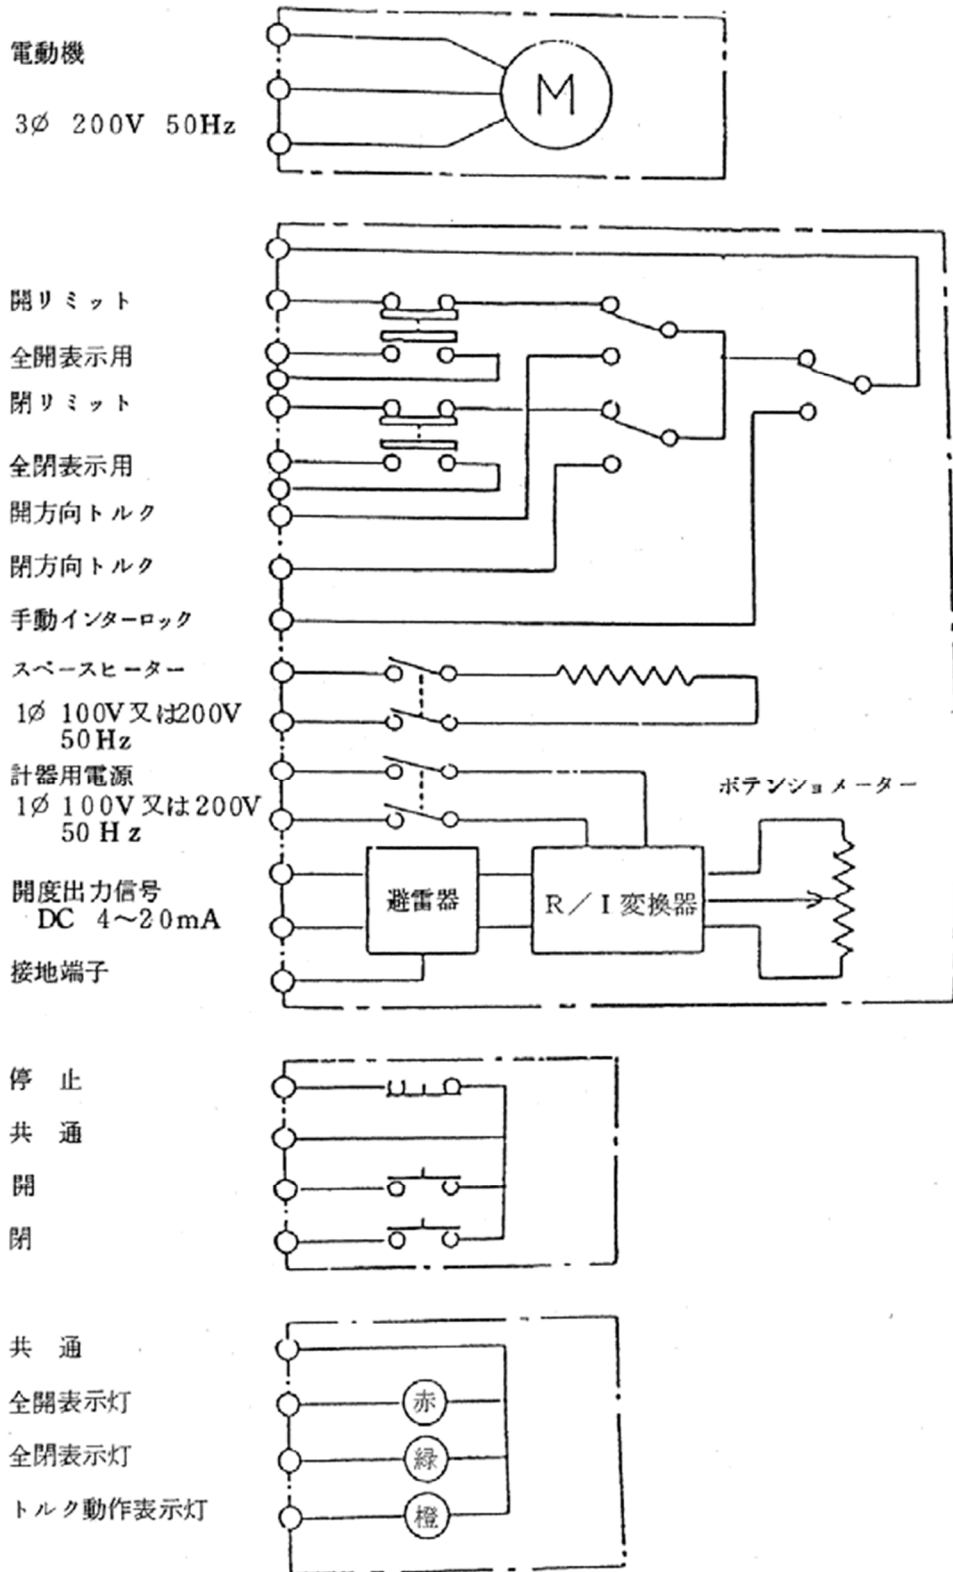 電動機
M
3∅ 200V 50Hz
開リミット
全開表示用
閉リミット
全閉表示用
開方向トルク
閉方向トルク
手動インターロック
スペースヒーター
1∅ 100V又は200V
50Hz
計器用電源
1∅ 100V又は200V
50Hz
ポテンショメーター
開度出力信号
DC 4〜20mA
避雷器
R/I変換器
接地端子
停 止
共 通
開
閉
共 通
全開表示灯
赤
全閉表示灯
緑
トルク動作表示灯
橙